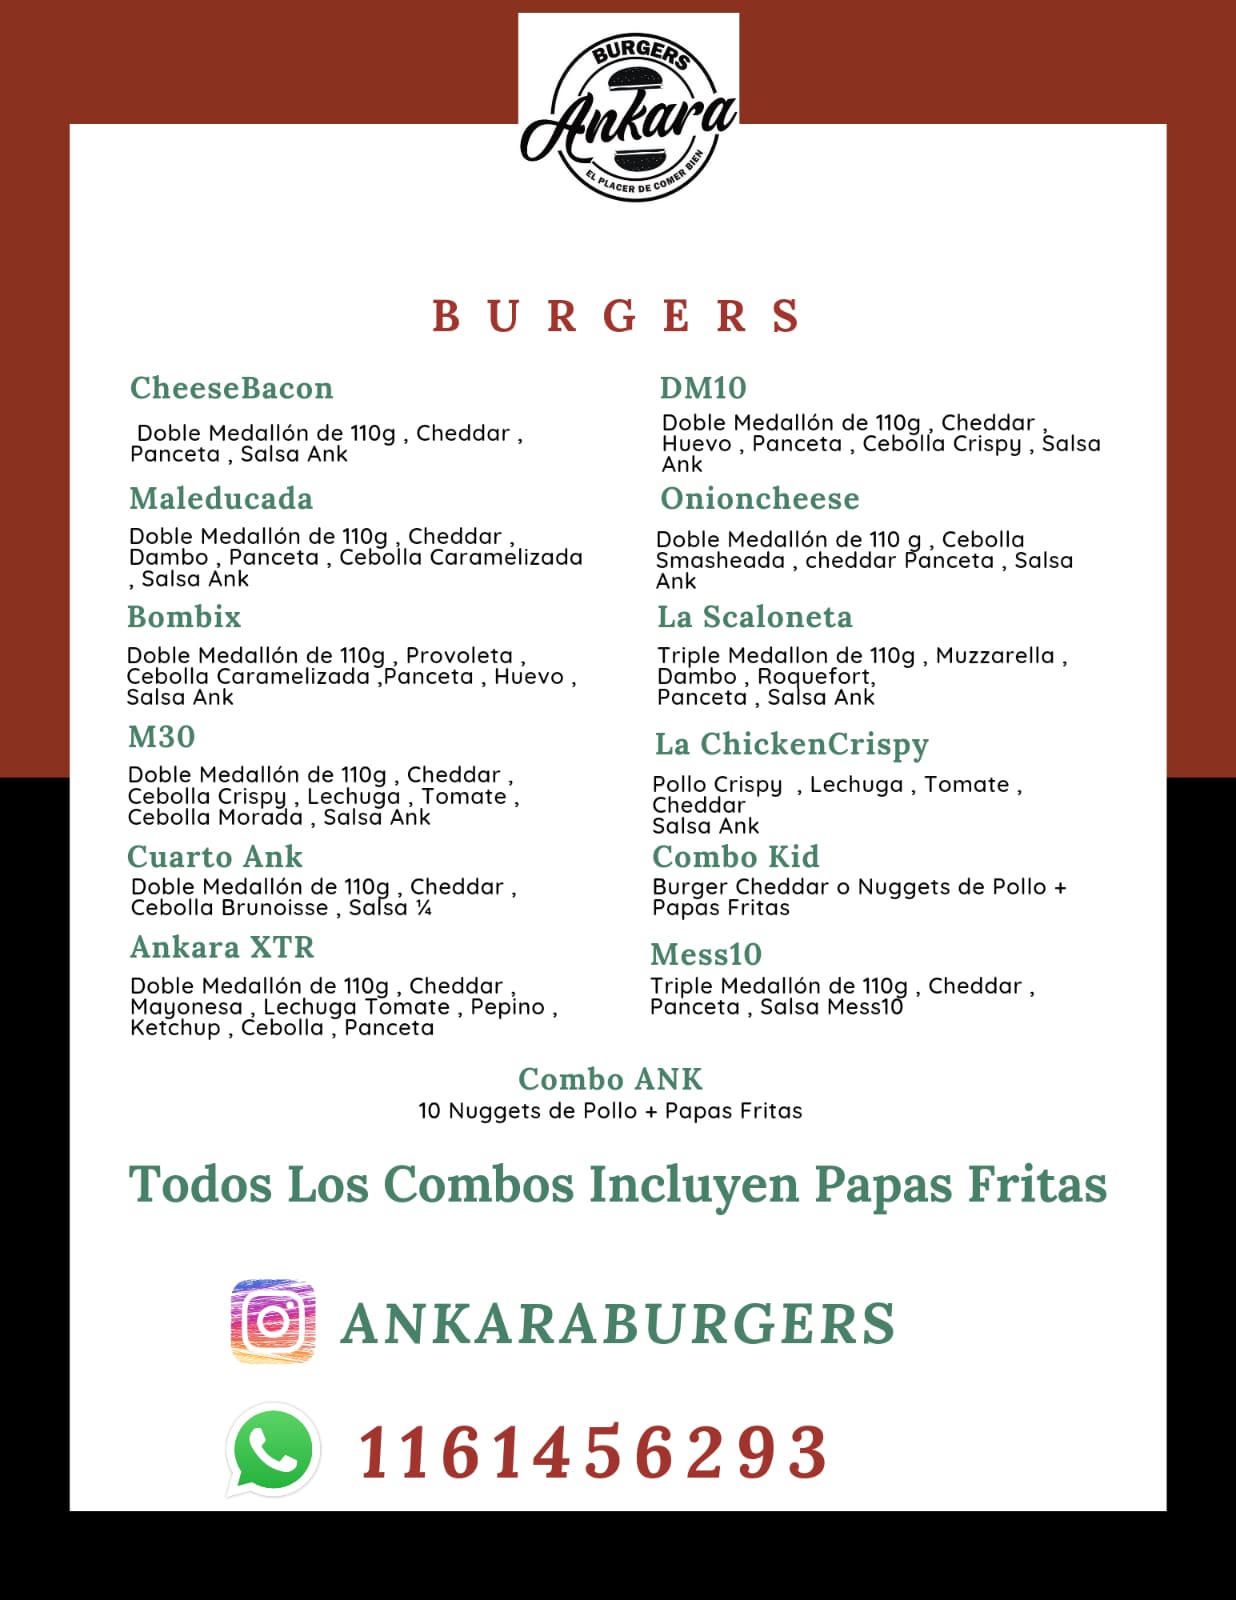 BURGERS
Ankara
EL PLACER DE COMER BIEN
BURGERS
CheeseBacon
Doble Medallón de 110g , Cheddar ,
Panceta , Salsa Ank
Maleducada
Doble Medallón de 110g , Cheddar ,
Dambo , Panceta , Cebolla Caramelizada
, Salsa Ank
Bombix
Doble Medallón de 110g , Provoleta ,
Cebolla Caramelizada ,Panceta , Huevo ,
Salsa Ank
M30
Doble Medallón de 110g , Cheddar ,
Cebolla Crispy , Lechuga , Tomate ,
Cebolla Morada , Salsa Ank
Cuarto Ank
Doble Medallón de 110g , Cheddar ,
Cebolla Brunoisse , Salsa ¼
Ankara XTR
Doble Medallón de 110g , Cheddar ,
Mayonesa , Lechuga Tomate , Pepino ,
Ketchup , Cebolla , Panceta
DM10
Doble Medallón de 110g , Cheddar ,
Huevo , Panceta , Cebolla Crispy , Salsa
Ank
Onioncheese
Doble Medallón de 110 g , Cebolla
Smasheada , cheddar Panceta , Salsa
Ank
La Scaloneta
Triple Medallon de 110g , Muzzarella ,
Dambo , Roquefort,
Panceta , Salsa Ank
La ChickenCrispy
Pollo Crispy , Lechuga , Tomate ,
Cheddar
Salsa Ank
Combo Kid
Burger Cheddar o Nuggets de Pollo +
Papas Fritas
Mess10
Triple Medallón de 110g , Cheddar ,
Panceta , Salsa Mess10
Combo ANK
10 Nuggets de Pollo + Papas Fritas
Todos Los Combos Incluyen Papas Fritas
ANKARABURGERS
1161456293